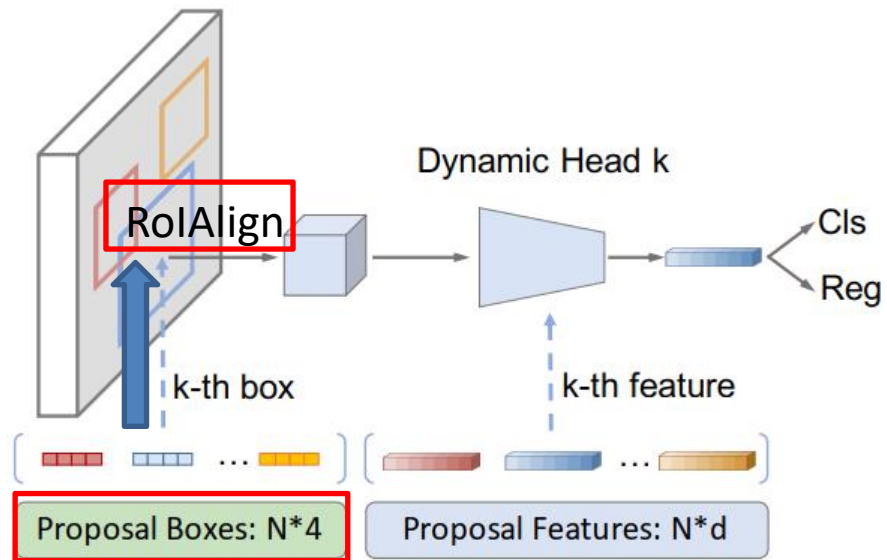 Dynamic Head k
RoIAlign
Cls
Reg
k-th box
k-th feature
...
...
Proposal Boxes: N*4
Proposal Features: N*d